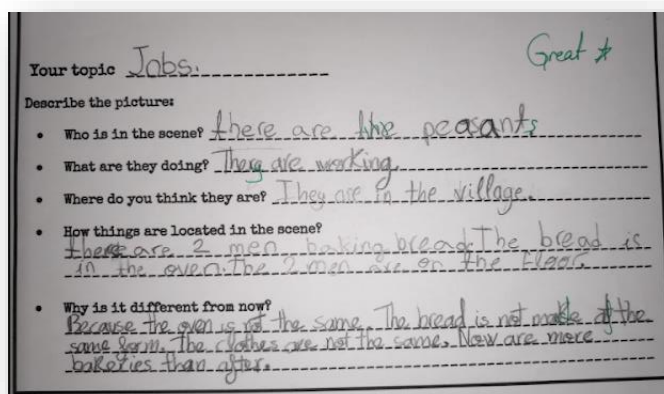 Great *
Your topic Jobs.
Describe the picture:
• Who is in the scene? there are peasants
• What are they doing? They are working.
• Where do you think they are? They are in the village.
• How things are located in the scene?
there are 2 men baking bread. The bread is
in the oven. The 2 men are on the floor.
• Why is it different from now?
Because the oven is not the same. The bread is not made of the
same form. The clothes are not the same. Now are more
bakeries than after.